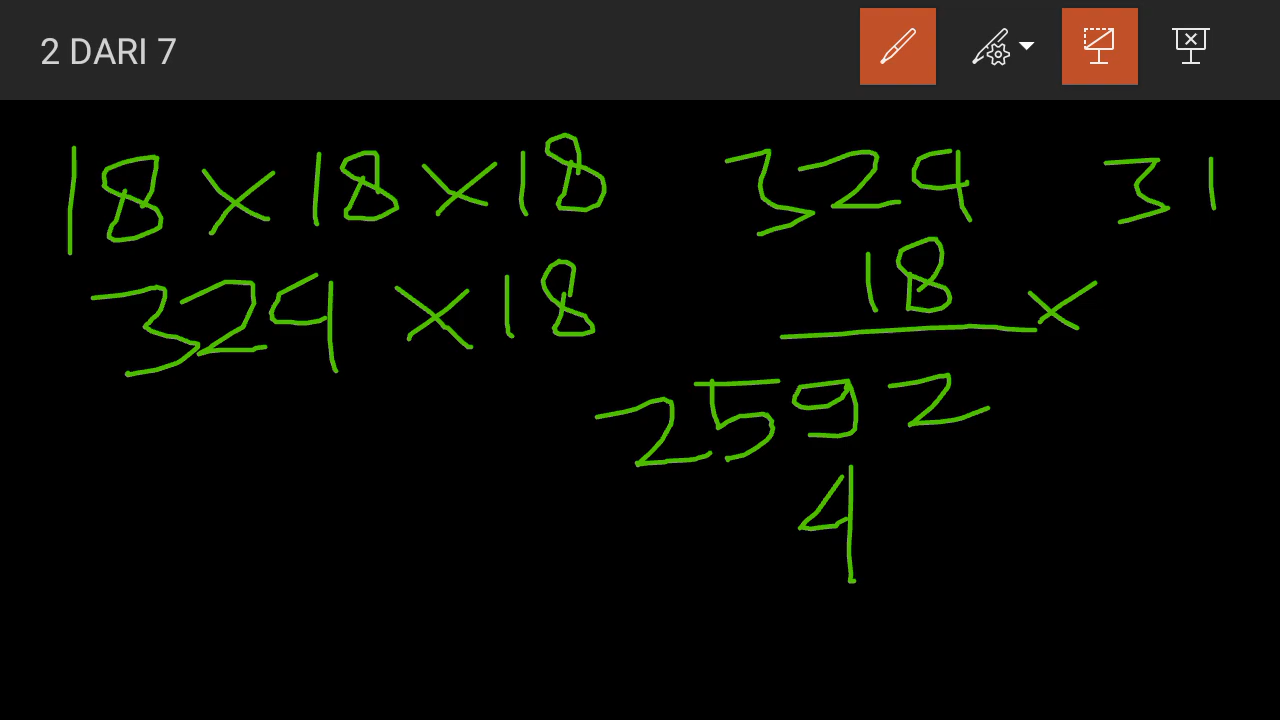 2 DARI 7
18 × 18 × 18
324 × 18
324
18 ×
2592
4
31